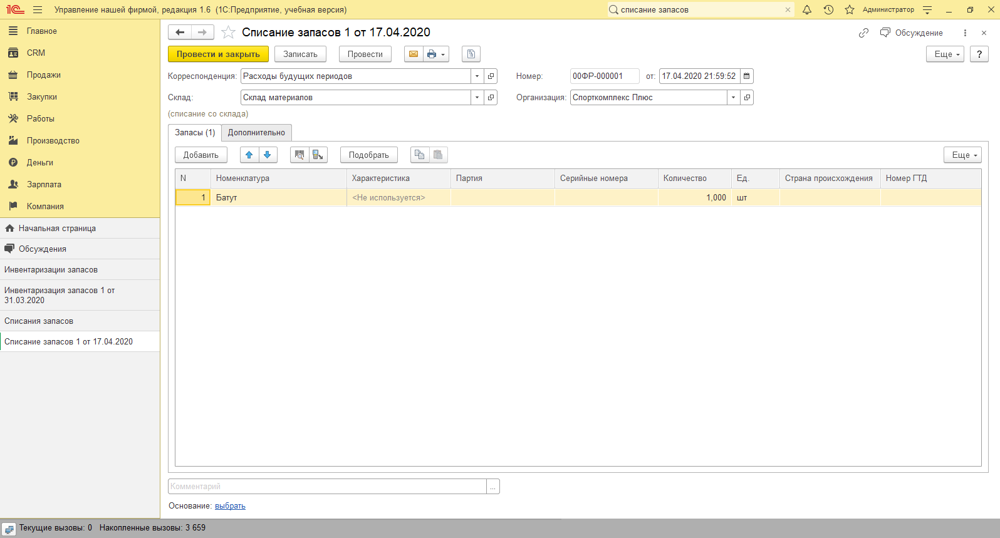 1С Управление нашей фирмой, редакция 1.6 (1С:Предприятие, учебная версия) списание запасов Администратор
Главное
CRM
Продажи
Закупки
Работы
Производство
Деньги
Зарплата
Компания
Начальная страница
Обсуждения
Инвентаризации запасов
Инвентаризация запасов 1 от
31.03.2020
Списания запасов
Списание запасов 1 от 17.04.2020
Списание запасов 1 от 17.04.2020 Обсуждение
Провести и закрыть Записать Провести Еще ?
Корреспонденция: Расходы будущих периодов Номер: 00ФР-000001 от: 17.04.2020 21:59:52
Склад: Склад материалов Организация: Спорткомплекс Плюс
(списание со склада)
Запасы (1) Дополнительно
Добавить Подобрать Еще
N Номенклатура Характеристика Партия Серийные номера Количество Ед. Страна происхождения Номер ГТД
1 Батут <Не используется> 1,000 шт
Комментарий ...
Основание: выбрать
Текущие вызовы: 0 Накопленные вызовы: 3 659